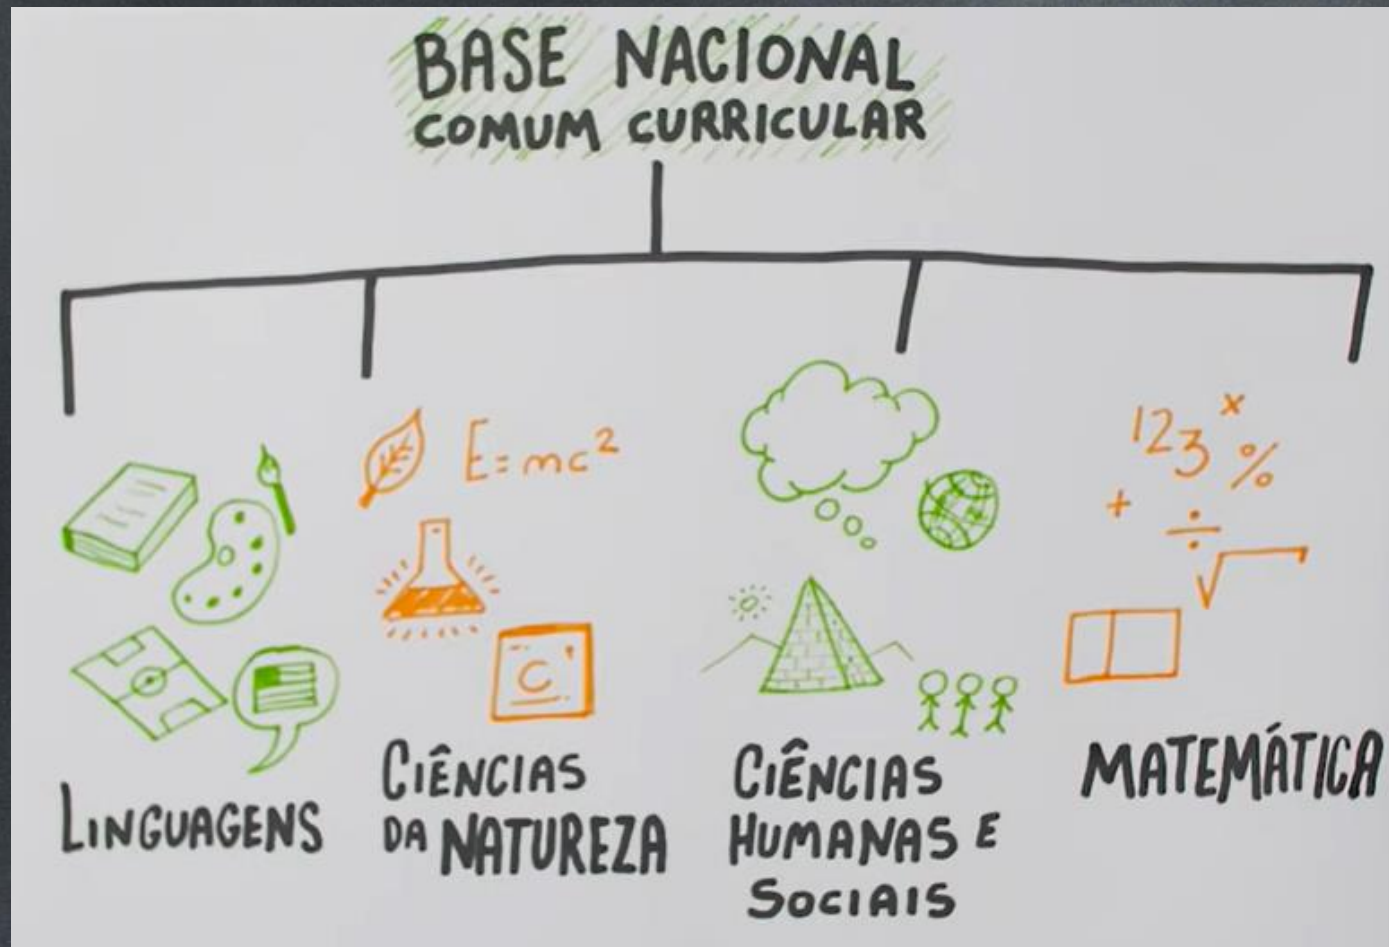 BASE NACIONAL
COMUM CURRICULAR
E=mc²
C
123 x
%
+
÷
√
LINGUAGENS
CIÊNCIAS
DA NATUREZA
CIÊNCIAS
HUMANAS E
SOCIAIS
MATEMÁTICA